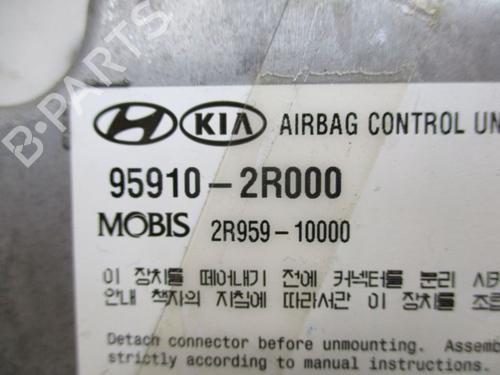 B-PARTS
KIA AIRBAG CONTROL UN
95910-2R000
MOBIS 2R959-10000
이 장치를 떼어내기 전에 커넥터를 분리
안내 책자의 지침에 따라서만 이 장치를 조
Detach connector before unmounting. Assem
strictly according to manual instructions.